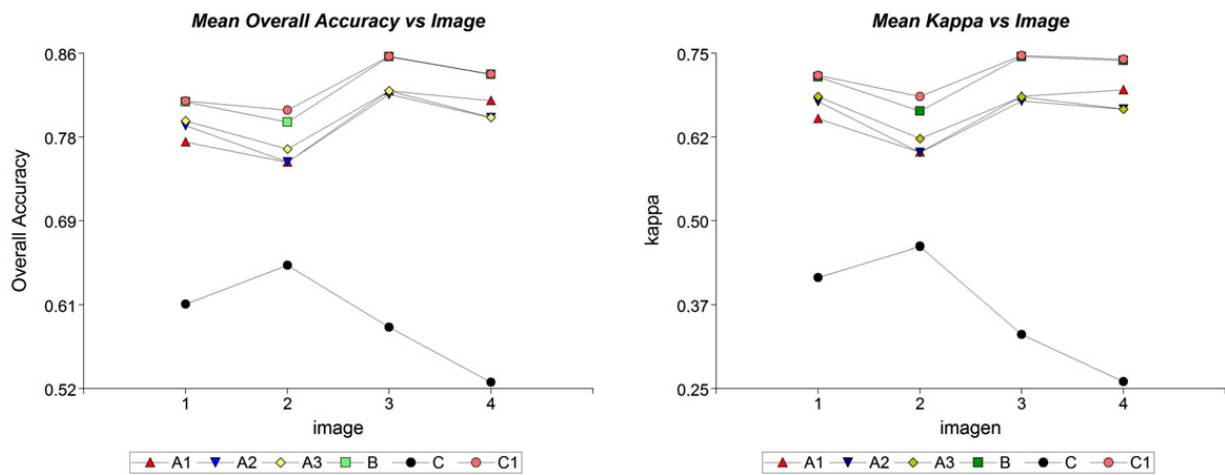 Mean Overall Accuracy vs Image
0.86
0.78
0.69
0.61
0.52
Overall Accuracy
1 2 3 4
image
A1 A2 A3 B C C1
Mean Kappa vs Image
0.75
0.62
0.50
0.37
0.25
kappa
1 2 3 4
imagen
A1 A2 A3 B C C1